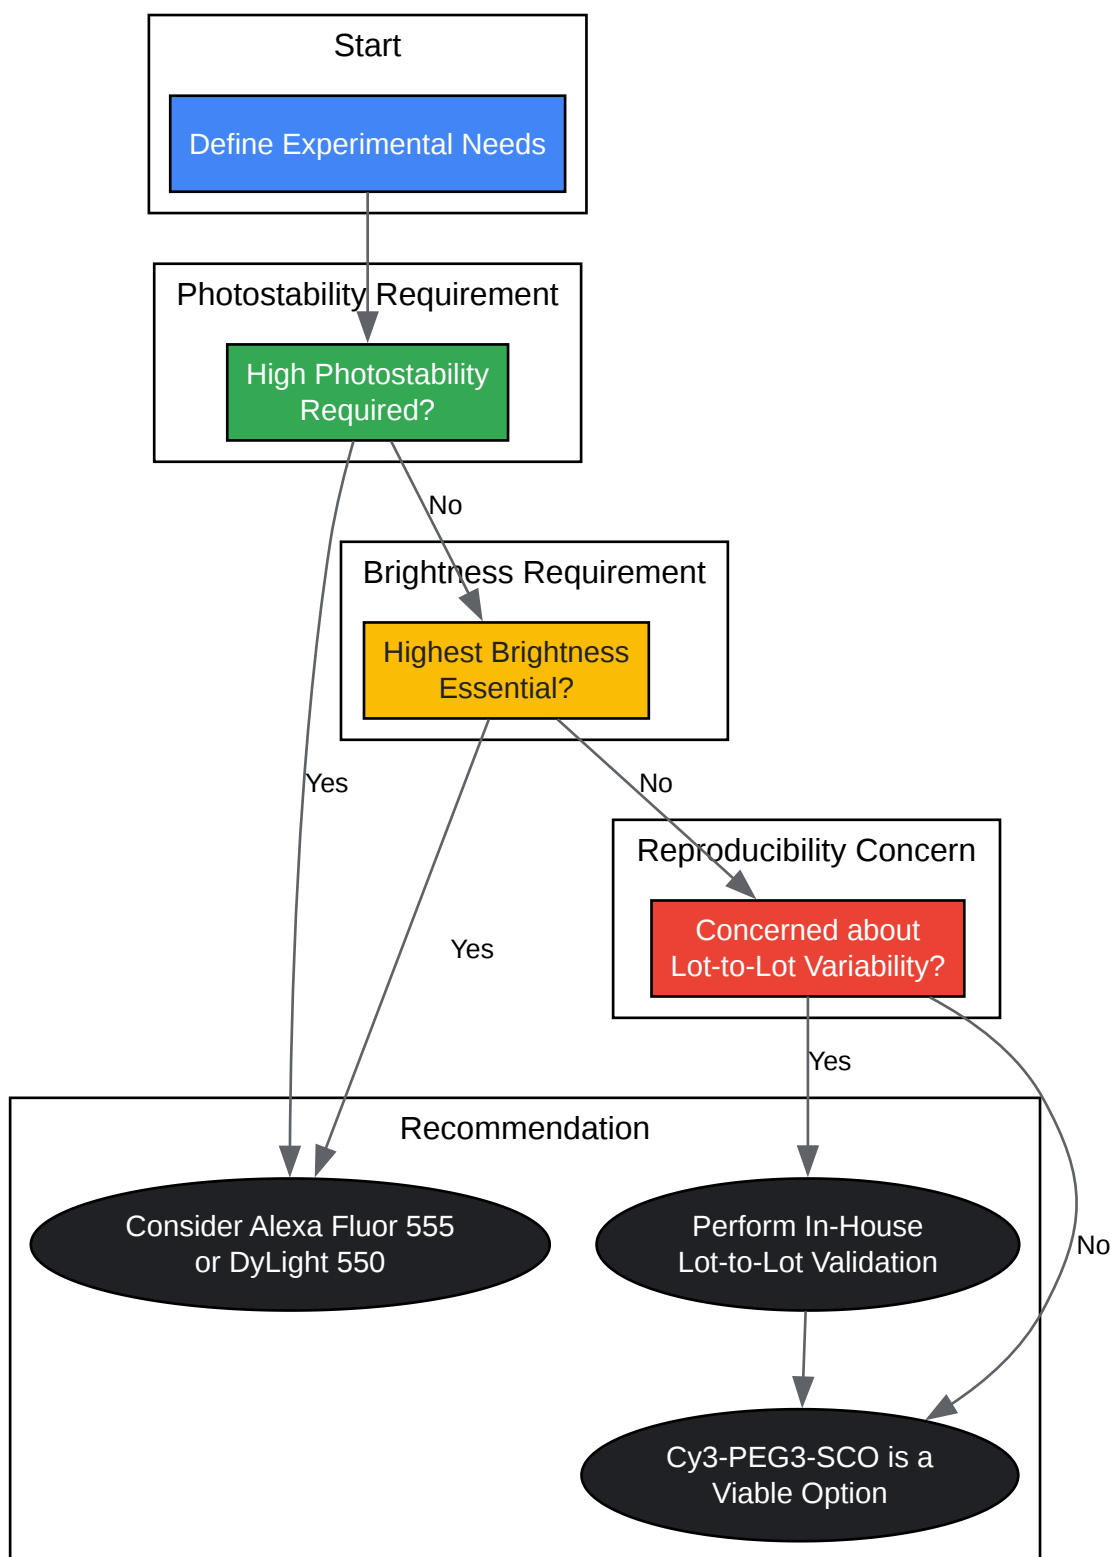 Start
Define Experimental Needs
Photostability Requirement
High Photostability
Required?
No
Brightness Requirement
Highest Brightness
Essential?
Yes
No
Reproducibility Concern
Concerned about
Lot-to-Lot Variability?
Yes
Yes
Recommendation
Consider Alexa Fluor 555
or DyLight 550
Perform In-House
Lot-to-Lot Validation
No
Cy3-PEG3-SCO is a
Viable Option